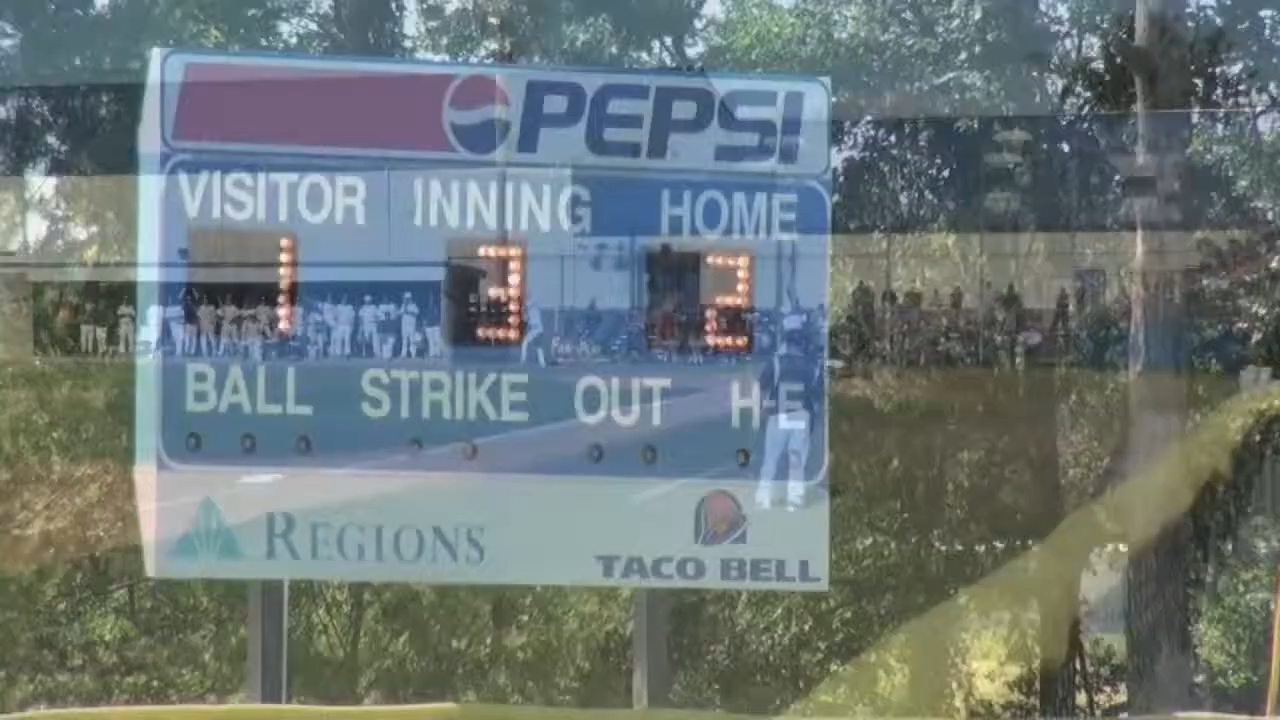 PEPSI
VISITOR INNING HOME
1 3 2
BALL STRIKE OUT H-E
REGIONS TACO BELL